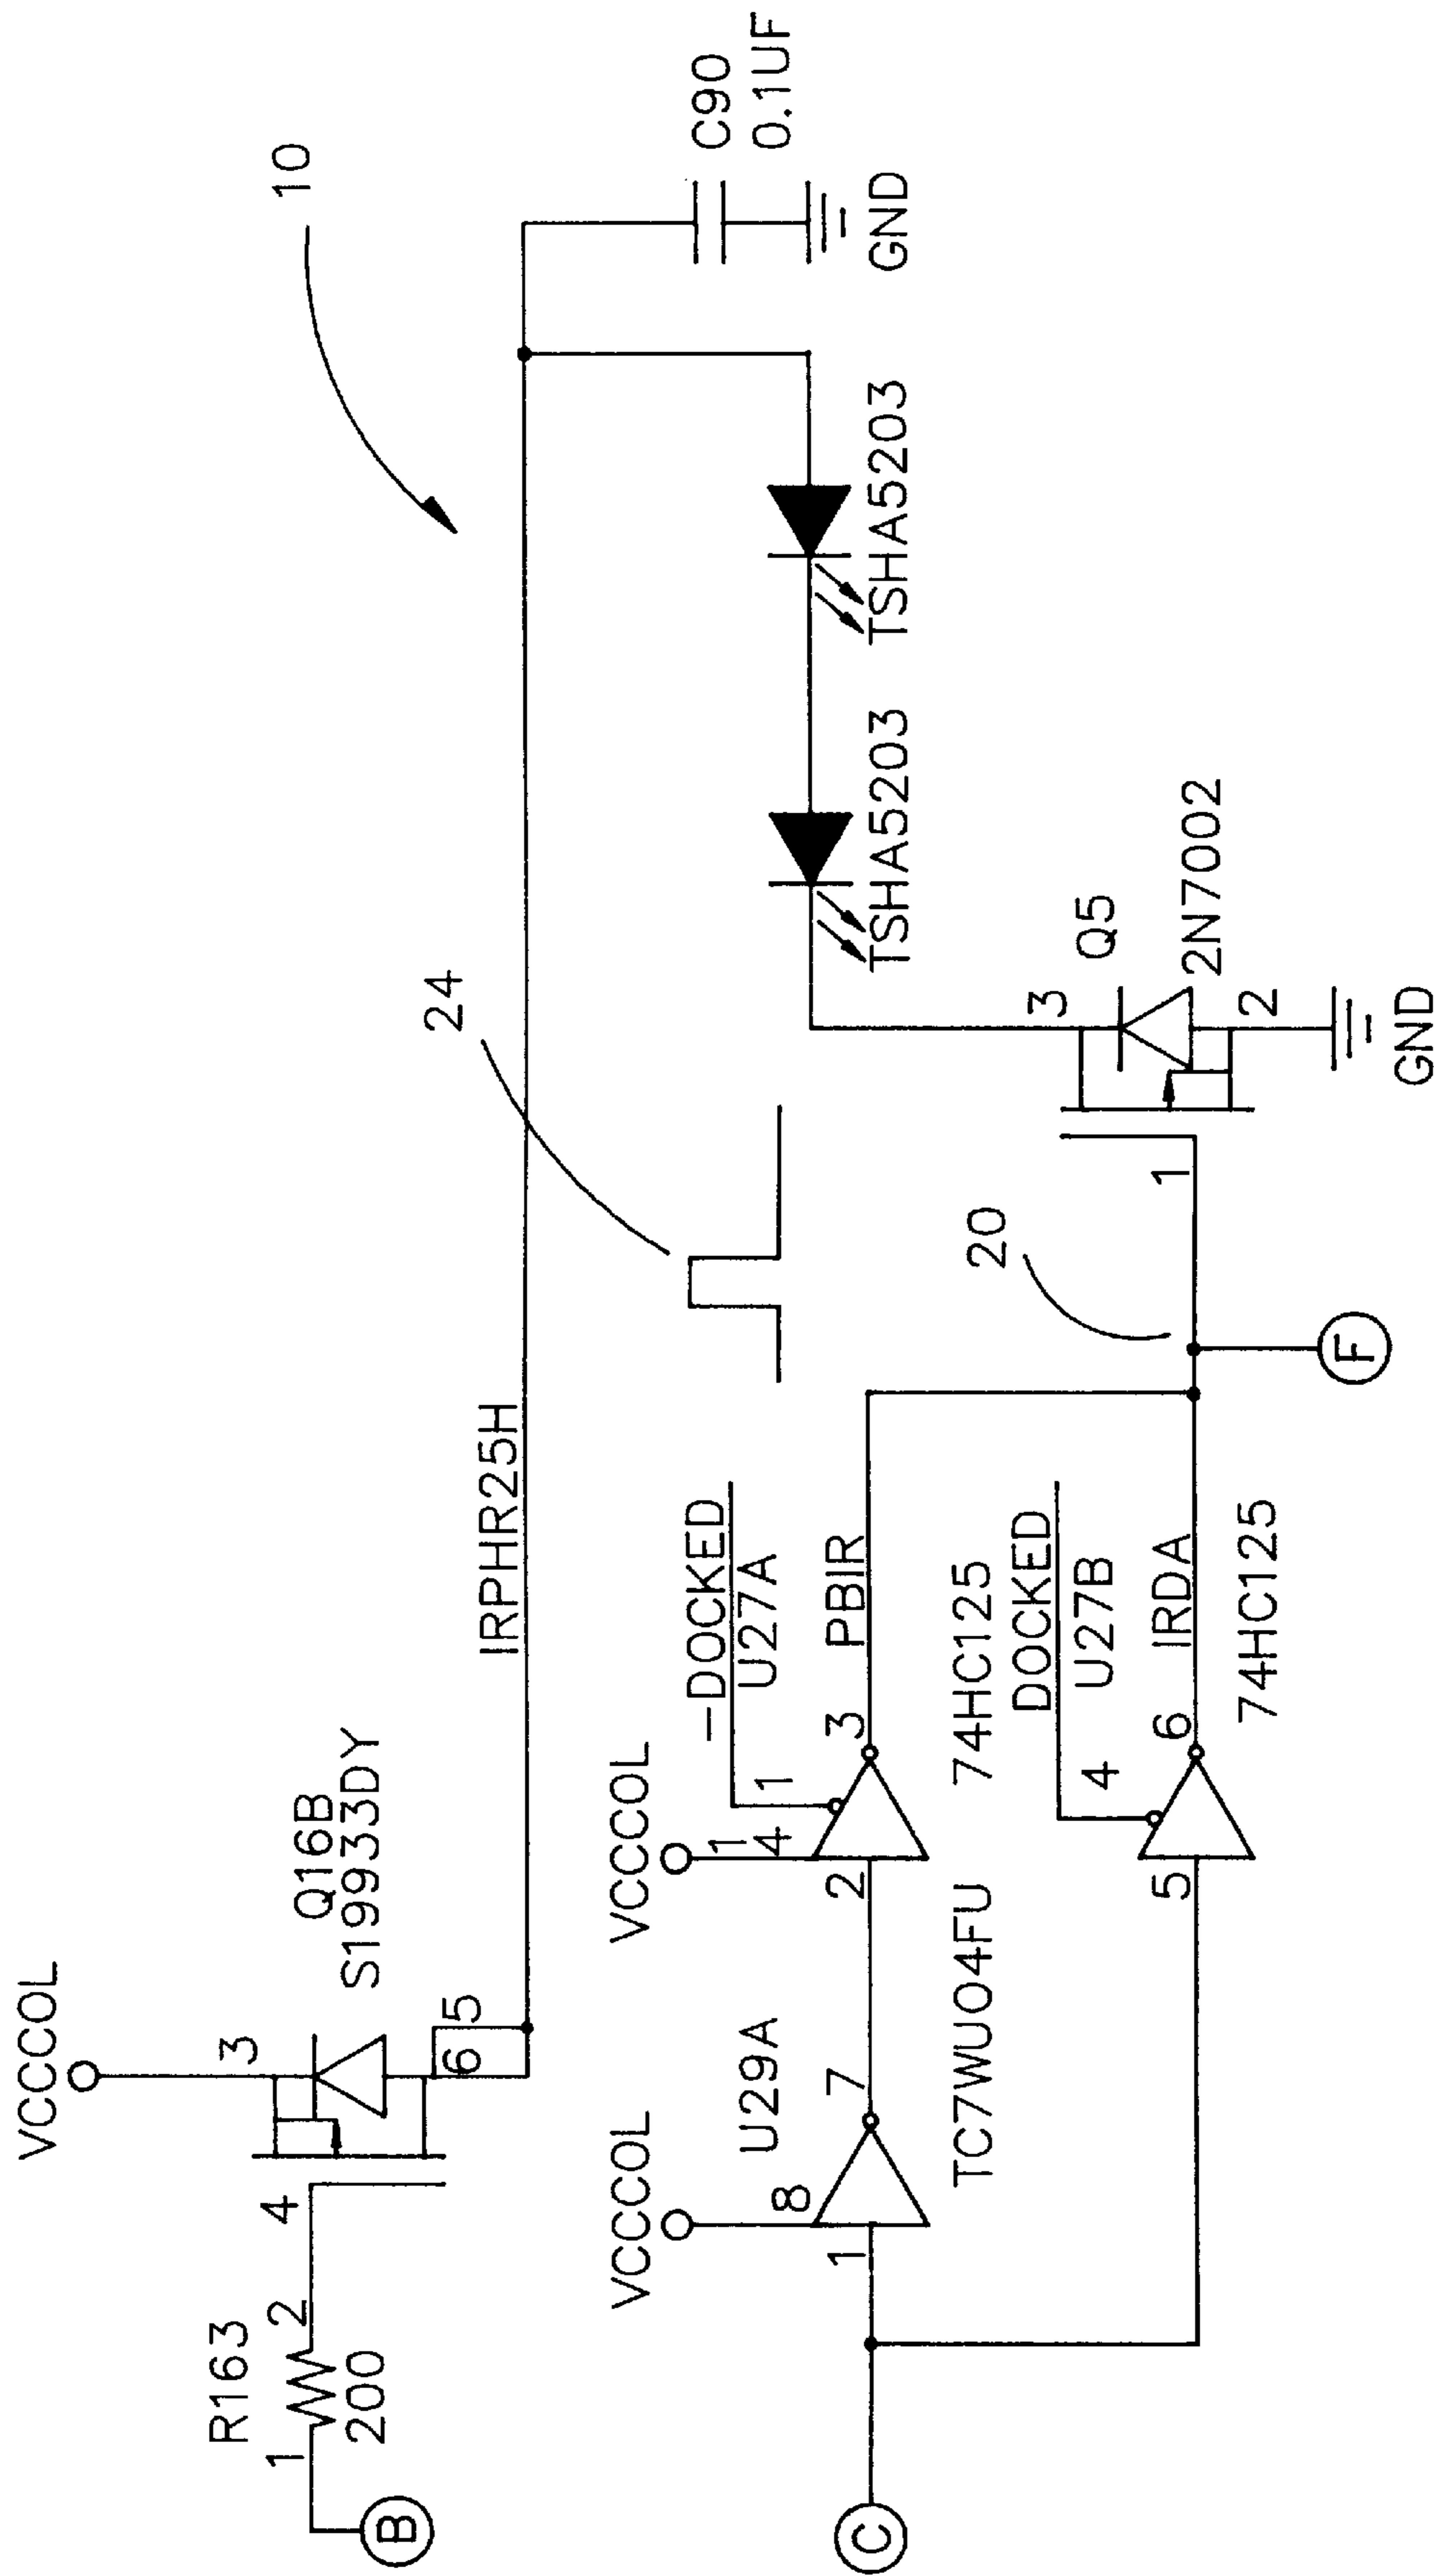 VCCCOL
3
Q16B
S19933DY
R163
1
2
200
4
6
5
B
IRPHR25H
24
10
C90
0.1UF
GND
VCCCOL
8
U29A
1
7
TC7WU04FU
VCCCOL
1
4
1
-DOCKED
U27A
2
3
PBIR
74HC125
DOCKED
U27B
4
5
6
IRDA
74HC125
C
20
F
TSHA5203
TSHA5203
1
3
Q5
2N7002
2
GND